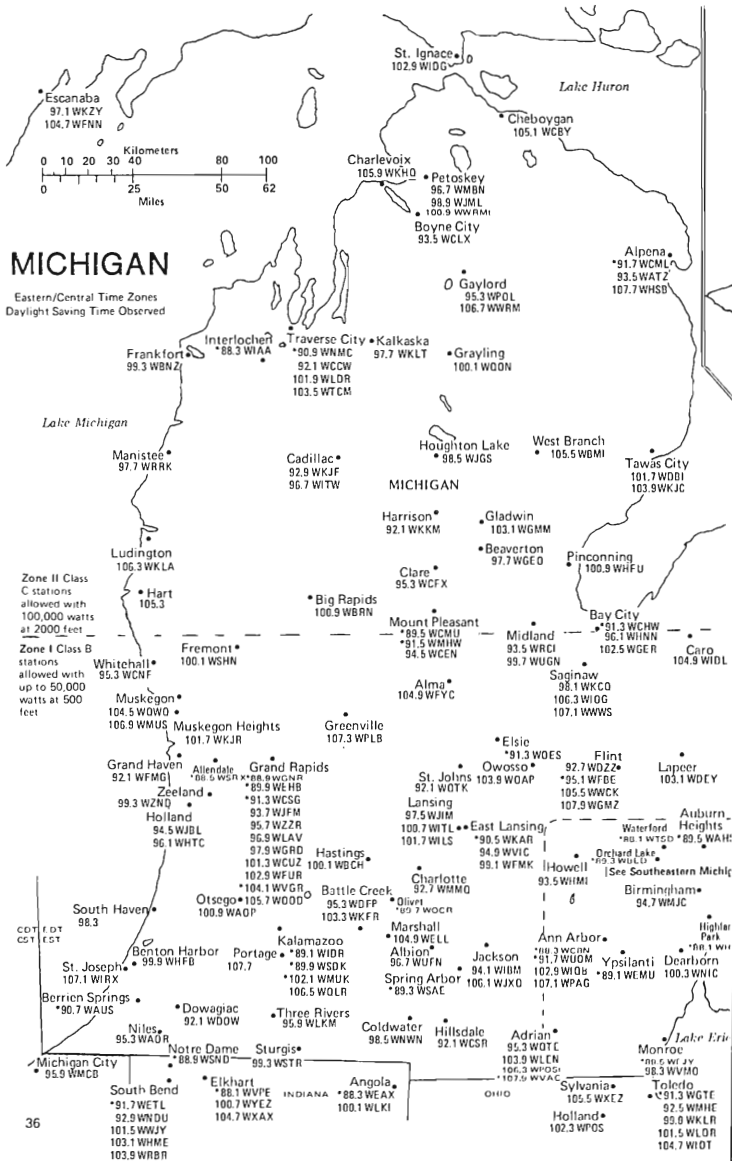 St. Ignace
102.9 WIDG
Lake Huron
Escanaba
97.1 WKZY
104.7 WFNN
Cheboygan
105.1 WCBY
Kilometers
0 10 20 30 40 80 100
0 25 50 62
Miles
Charlevoix
105.9 WKHQ
Petoskey
96.7 WMBN
98.9 WJML
100.9 WWRM
Boyne City
93.5 WCLX
MICHIGAN
Eastern/Central Time Zones
Daylight Saving Time Observed
Alpena
*91.7 WCML
93.5 WATZ
107.7 WHSB
Gaylord
95.3 WPOL
106.7 WWRM
Interlochen
*88.3 WIAA
Traverse City
*90.9 WNMC
92.1 WCCW
101.9 WLDR
103.5 WTCM
Kalkaska
97.7 WKLT
Grayling
100.1 WQON
Frankfort
99.3 WBNZ
Lake Michigan
Manistee
97.7 WRRK
Cadillac
92.9 WKJF
96.7 WITW
Houghton Lake
98.5 WJGS
West Branch
105.5 WBMI
Tawas City
101.7 WDBI
103.9 WKJC
MICHIGAN
Harrison
92.1 WKKM
Gladwin
103.1 WGMM
Beaverton
97.7 WGEO
Pinconning
100.9 WHFU
Ludington
106.3 WKLA
Clare
95.3 WCFX
Zone II Class
C stations
allowed with
100,000 watts
at 2000 feet
Hart
105.3
Big Rapids
100.9 WBRN
Mount Pleasant
*89.5 WCMU
*91.5 WMHW
94.5 WCEN
Midland
93.5 WRCI
99.7 WUGN
Bay City
*91.3 WCHW
96.1 WHNN
102.5 WGER
Caro
104.9 WIDL
Zone I Class B
stations
allowed with
up to 50,000
watts at 500
feet
Fremont
100.1 WSHN
Whitehall
95.3 WCNF
Saginaw
98.1 WKCQ
106.3 WIOG
107.1 WWWS
Alma
104.9 WFYC
Muskegon
104.5 WQWQ
106.9 WMUS
Muskegon Heights
101.7 WKJR
Greenville
107.3 WPLB
Elsie
*91.3 WOES
Grand Haven
92.1 WFMG
Allendale
Grand Rapids
*88.9 WGNR
*89.9 WEHB
*91.3 WCSG
93.7 WJFM
95.7 WZZR
96.9 WLAV
97.9 WGRD
101.3 WCUZ
102.9 WFUR
*104.1 WVGR
105.7 WOOD
St. Johns
92.1 WQTK
Owosso
103.9 WOAP
Flint
92.7 WDZZ
*95.1 WFBE
105.5 WWCK
107.9 WGMZ
Lapeer
103.1 WDEY
Zeeland
99.3 WZND
Holland
94.5 WJBL
96.1 WHTC
Lansing
97.5 WJIM
100.7 WITL
101.7 WILS
East Lansing
*90.5 WKAR
94.9 WVIC
99.1 WFMK
Auburn
Heights
*89.5 WAHS
Waterford
Orchard Lake
*89.3 WBLD
See Southeastern Michig
Hastings
100.1 WBCH
Howell
93.5 WHMI
Charlotte
92.7 WMMQ
Birmingham
94.7 WMJC
Otsego
100.9 WAOP
Battle Creek
95.3 WDFP
103.3 WKFR
Olivet
*89.7 WOCR
South Haven
98.3
CDT EDT
CST EST
Marshall
104.9 WELL
Highlan
Park
Ann Arbor
*91.7 WUOM
102.9 WIQB
107.1 WPAG
Benton Harbor
99.9 WHFB
Portage
107.7
Kalamazoo
*89.1 WIDR
*89.9 WSDK
*102.1 WMUK
106.5 WQLR
Albion
96.7 WUFN
Jackson
94.1 WIBM
106.1 WJXQ
Ypsilanti
*89.1 WEMU
Dearborn
100.3 WNIC
St. Joseph
107.1 WIRX
Spring Arbor
*89.3 WSAE
Berrien Springs
*90.7 WAUS
Dowagiac
92.1 WDOW
Three Rivers
95.9 WLKM
Coldwater
98.5 WNWN
Hillsdale
92.1 WCSR
Adrian
95.3 WQTE
103.9 WLEN
106.3 WPOS
*107.9 WVAC
Lake Erie
Niles
95.3 WAOR
Monroe
98.3 WVMO
Michigan City
95.9 WMCB
Notre Dame
*88.9 WSND
Sturgis
99.3 WSTR
South Bend
*91.7 WETL
92.9 WNDU
101.5 WWJY
103.1 WHME
103.9 WRBR
Elkhart
*88.1 WVPE
100.7 WYEZ
104.7 WXAX
INDIANA
Angola
*88.3 WEAX
100.1 WLKI
OHIO
Sylvania
105.5 WXEZ
Toledo
*91.3 WGTE
92.5 WMHE
99.9 WKLR
101.5 WLQR
104.7 WIOT
Holland
102.3 WPOS
36